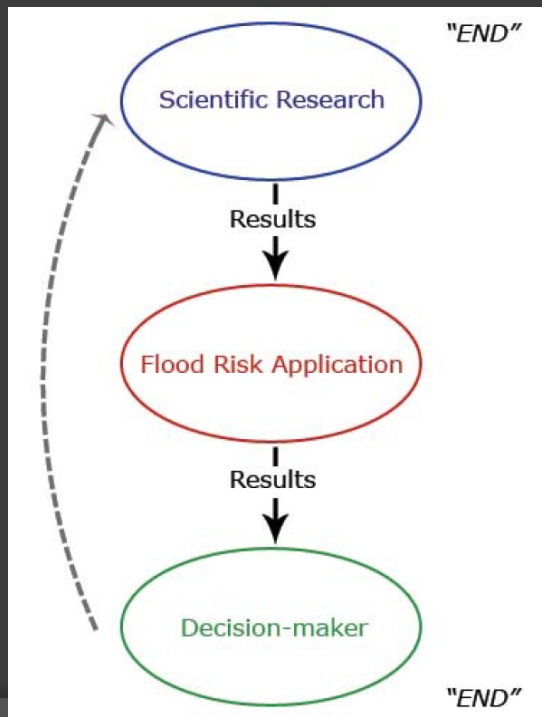 "END"
Scientific Research
Results
Flood Risk Application
Results
Decision-maker
"END"